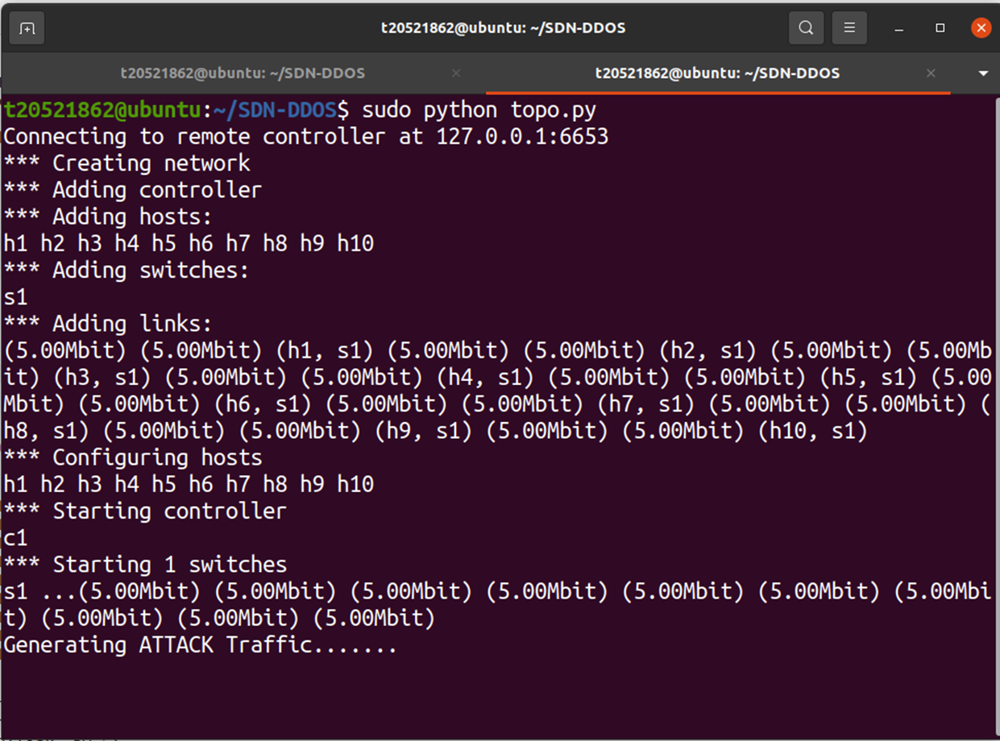 t20521862@ubuntu: ~/SDN-DDOS
t20521862@ubuntu: ~/SDN-DDOS
t20521862@ubuntu: ~/SDN-DDOS
t20521862@ubuntu:~/SDN-DDOS$ sudo python topo.py
Connecting to remote controller at 127.0.0.1:6653
*** Creating network
*** Adding controller
*** Adding hosts:
h1 h2 h3 h4 h5 h6 h7 h8 h9 h10
*** Adding switches:
s1
*** Adding links:
(5.00Mbit) (5.00Mbit) (h1, s1) (5.00Mbit) (5.00Mbit) (h2, s1) (5.00Mbit) (5.00Mb
it) (h3, s1) (5.00Mbit) (5.00Mbit) (h4, s1) (5.00Mbit) (5.00Mbit) (h5, s1) (5.00
Mbit) (5.00Mbit) (h6, s1) (5.00Mbit) (5.00Mbit) (h7, s1) (5.00Mbit) (5.00Mbit) (
h8, s1) (5.00Mbit) (5.00Mbit) (h9, s1) (5.00Mbit) (5.00Mbit) (h10, s1)
*** Configuring hosts
h1 h2 h3 h4 h5 h6 h7 h8 h9 h10
*** Starting controller
c1
*** Starting 1 switches
s1 ...(5.00Mbit) (5.00Mbit) (5.00Mbit) (5.00Mbit) (5.00Mbit) (5.00Mbit) (5.00Mbi
t) (5.00Mbit) (5.00Mbit) (5.00Mbit)
Generating ATTACK Traffic.......